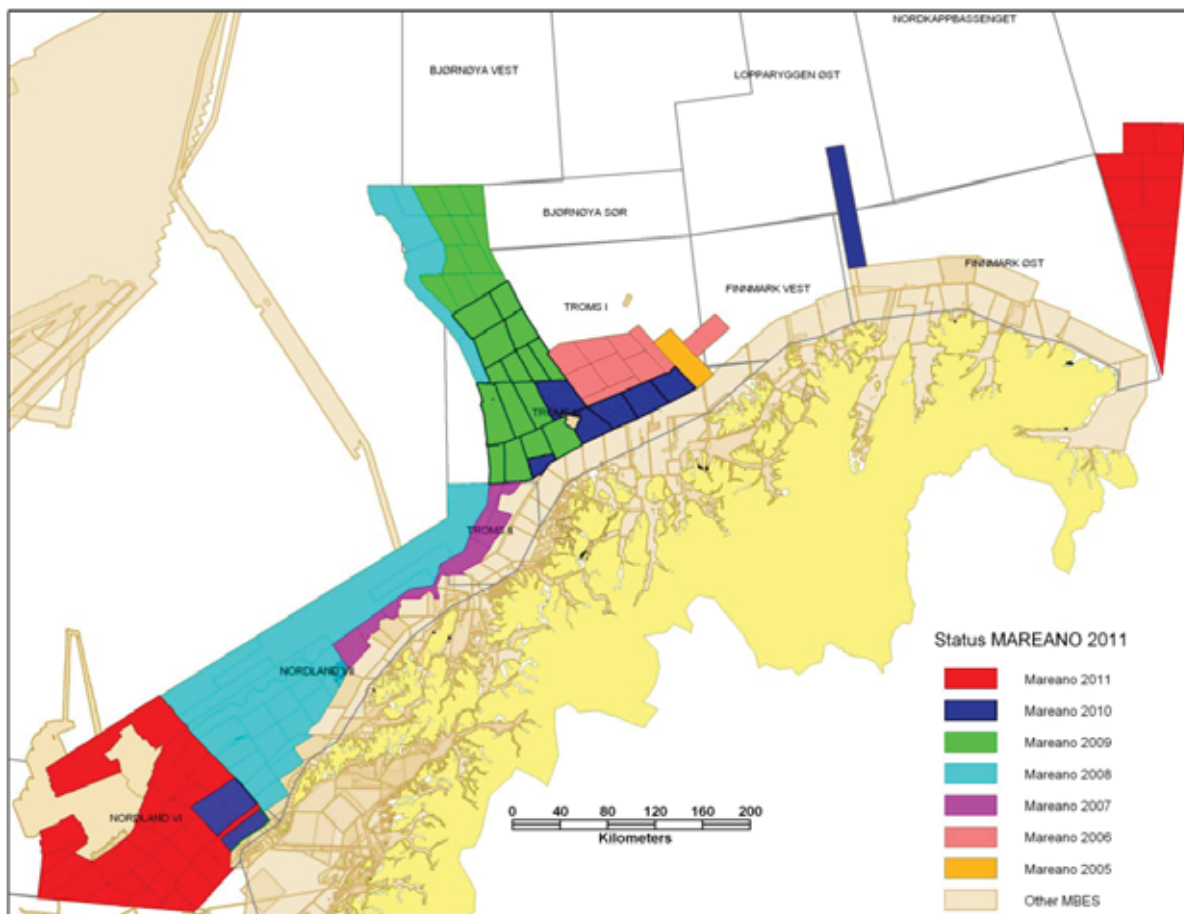 NORDKAPPBASSENGET
BJØRNØYA VEST
LOPPARYGGEN ØST
BJØRNØYA SØR
FINNMARK ØST
FINNMARK VEST
TROMS I
TROMS II
NORDLAND VII
NORDLAND VI
0 40 80 120 160 200
Kilometers
Status MAREANO 2011
Mareano 2011
Mareano 2010
Mareano 2009
Mareano 2008
Mareano 2007
Mareano 2006
Mareano 2005
Other MBES